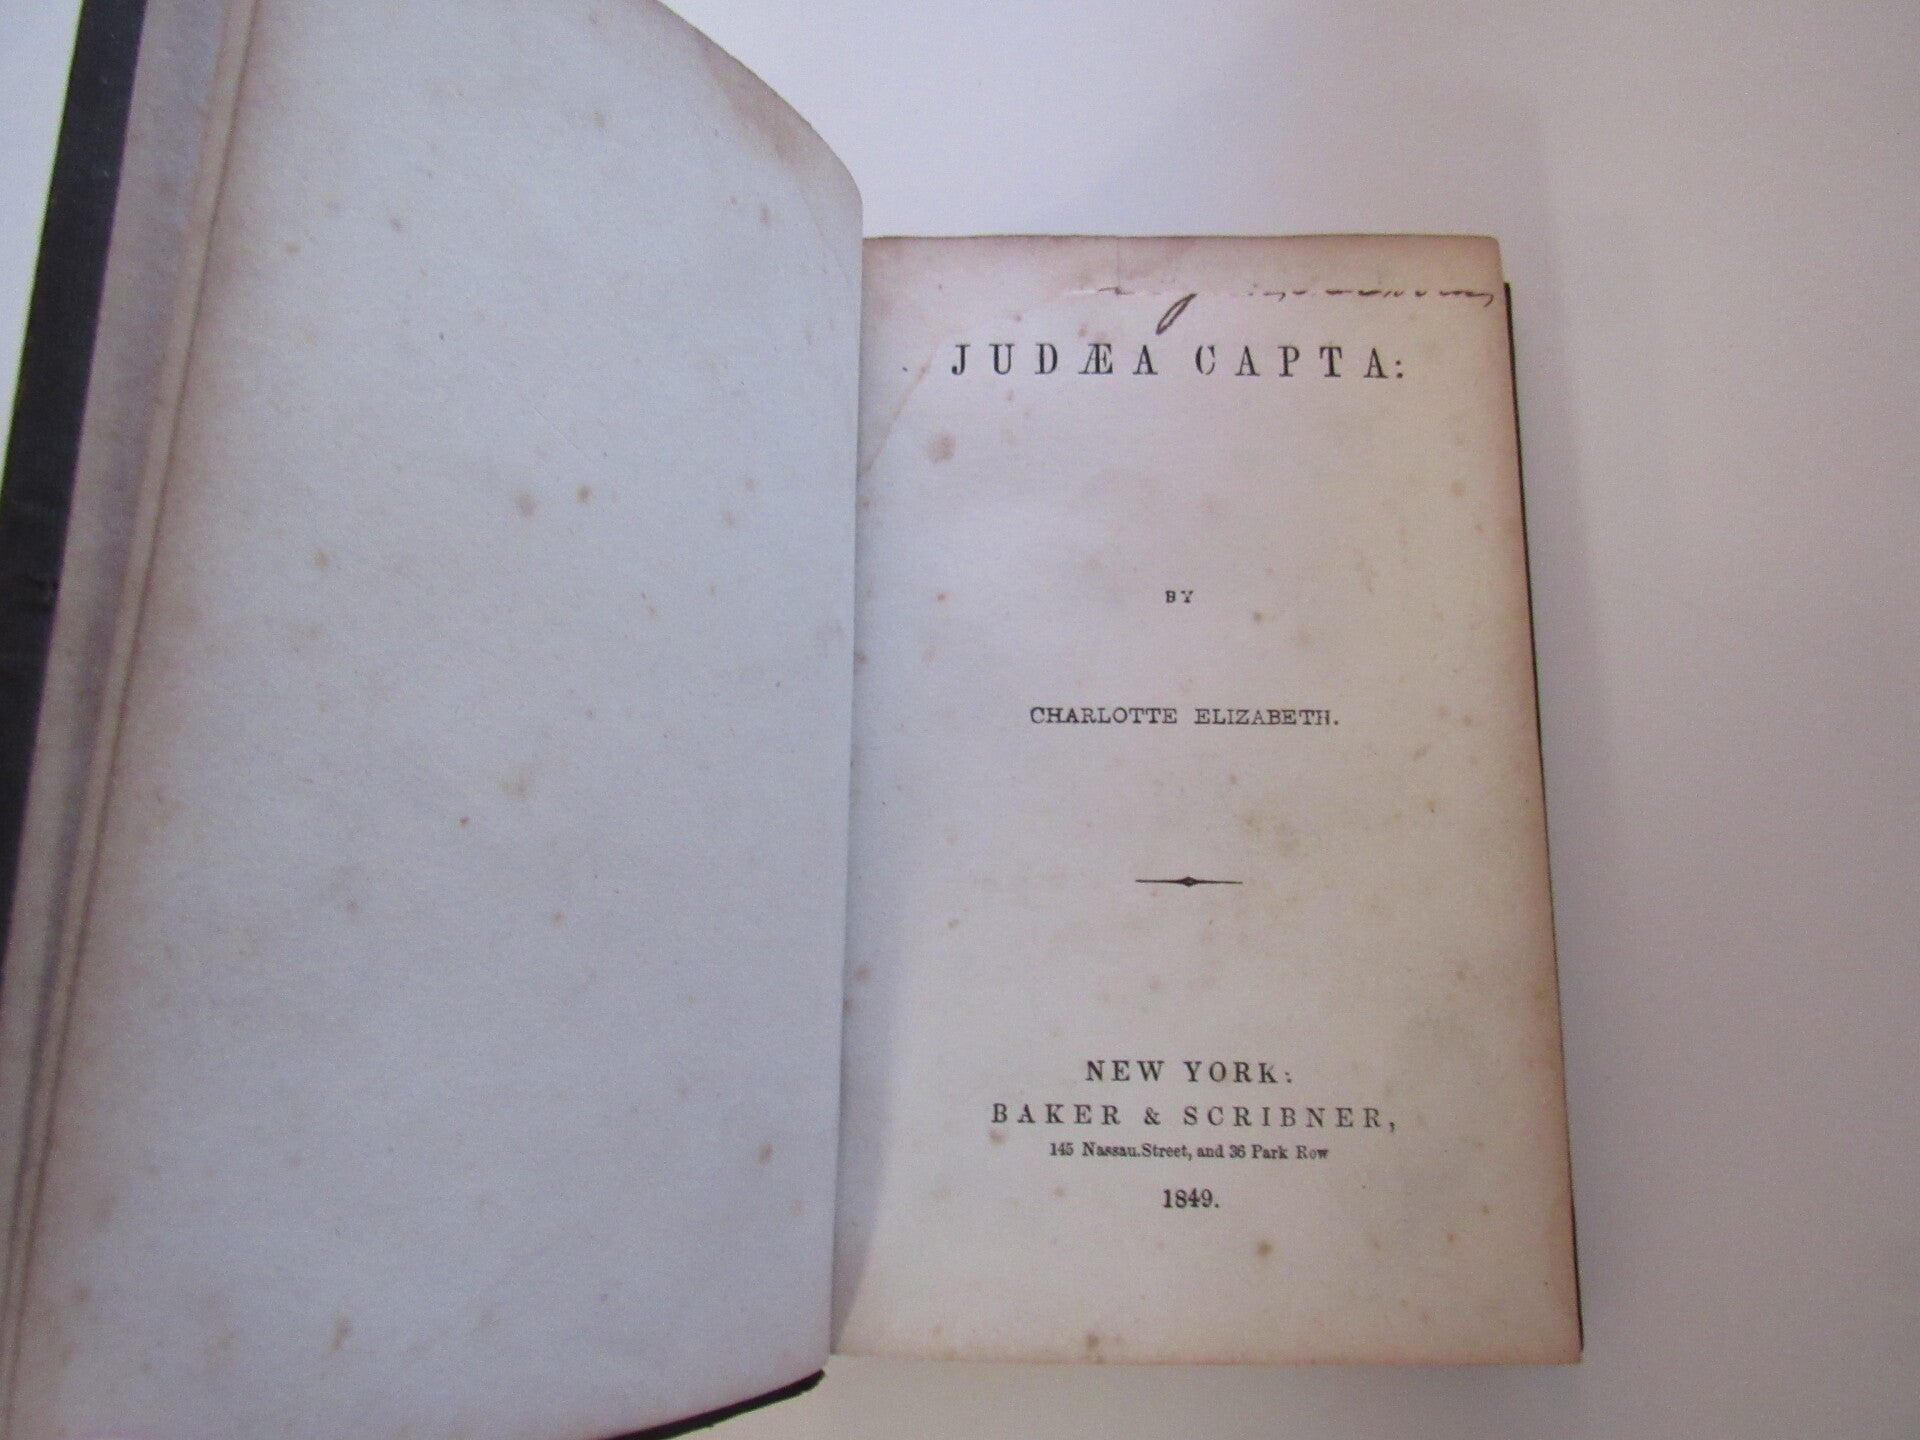 JUDÆA CAPTA:
BY
CHARLOTTE ELIZABETH.
NEW YORK:
BAKER & SCRIBNER,
145 Nassau.Street, and 36 Park Row
1849.